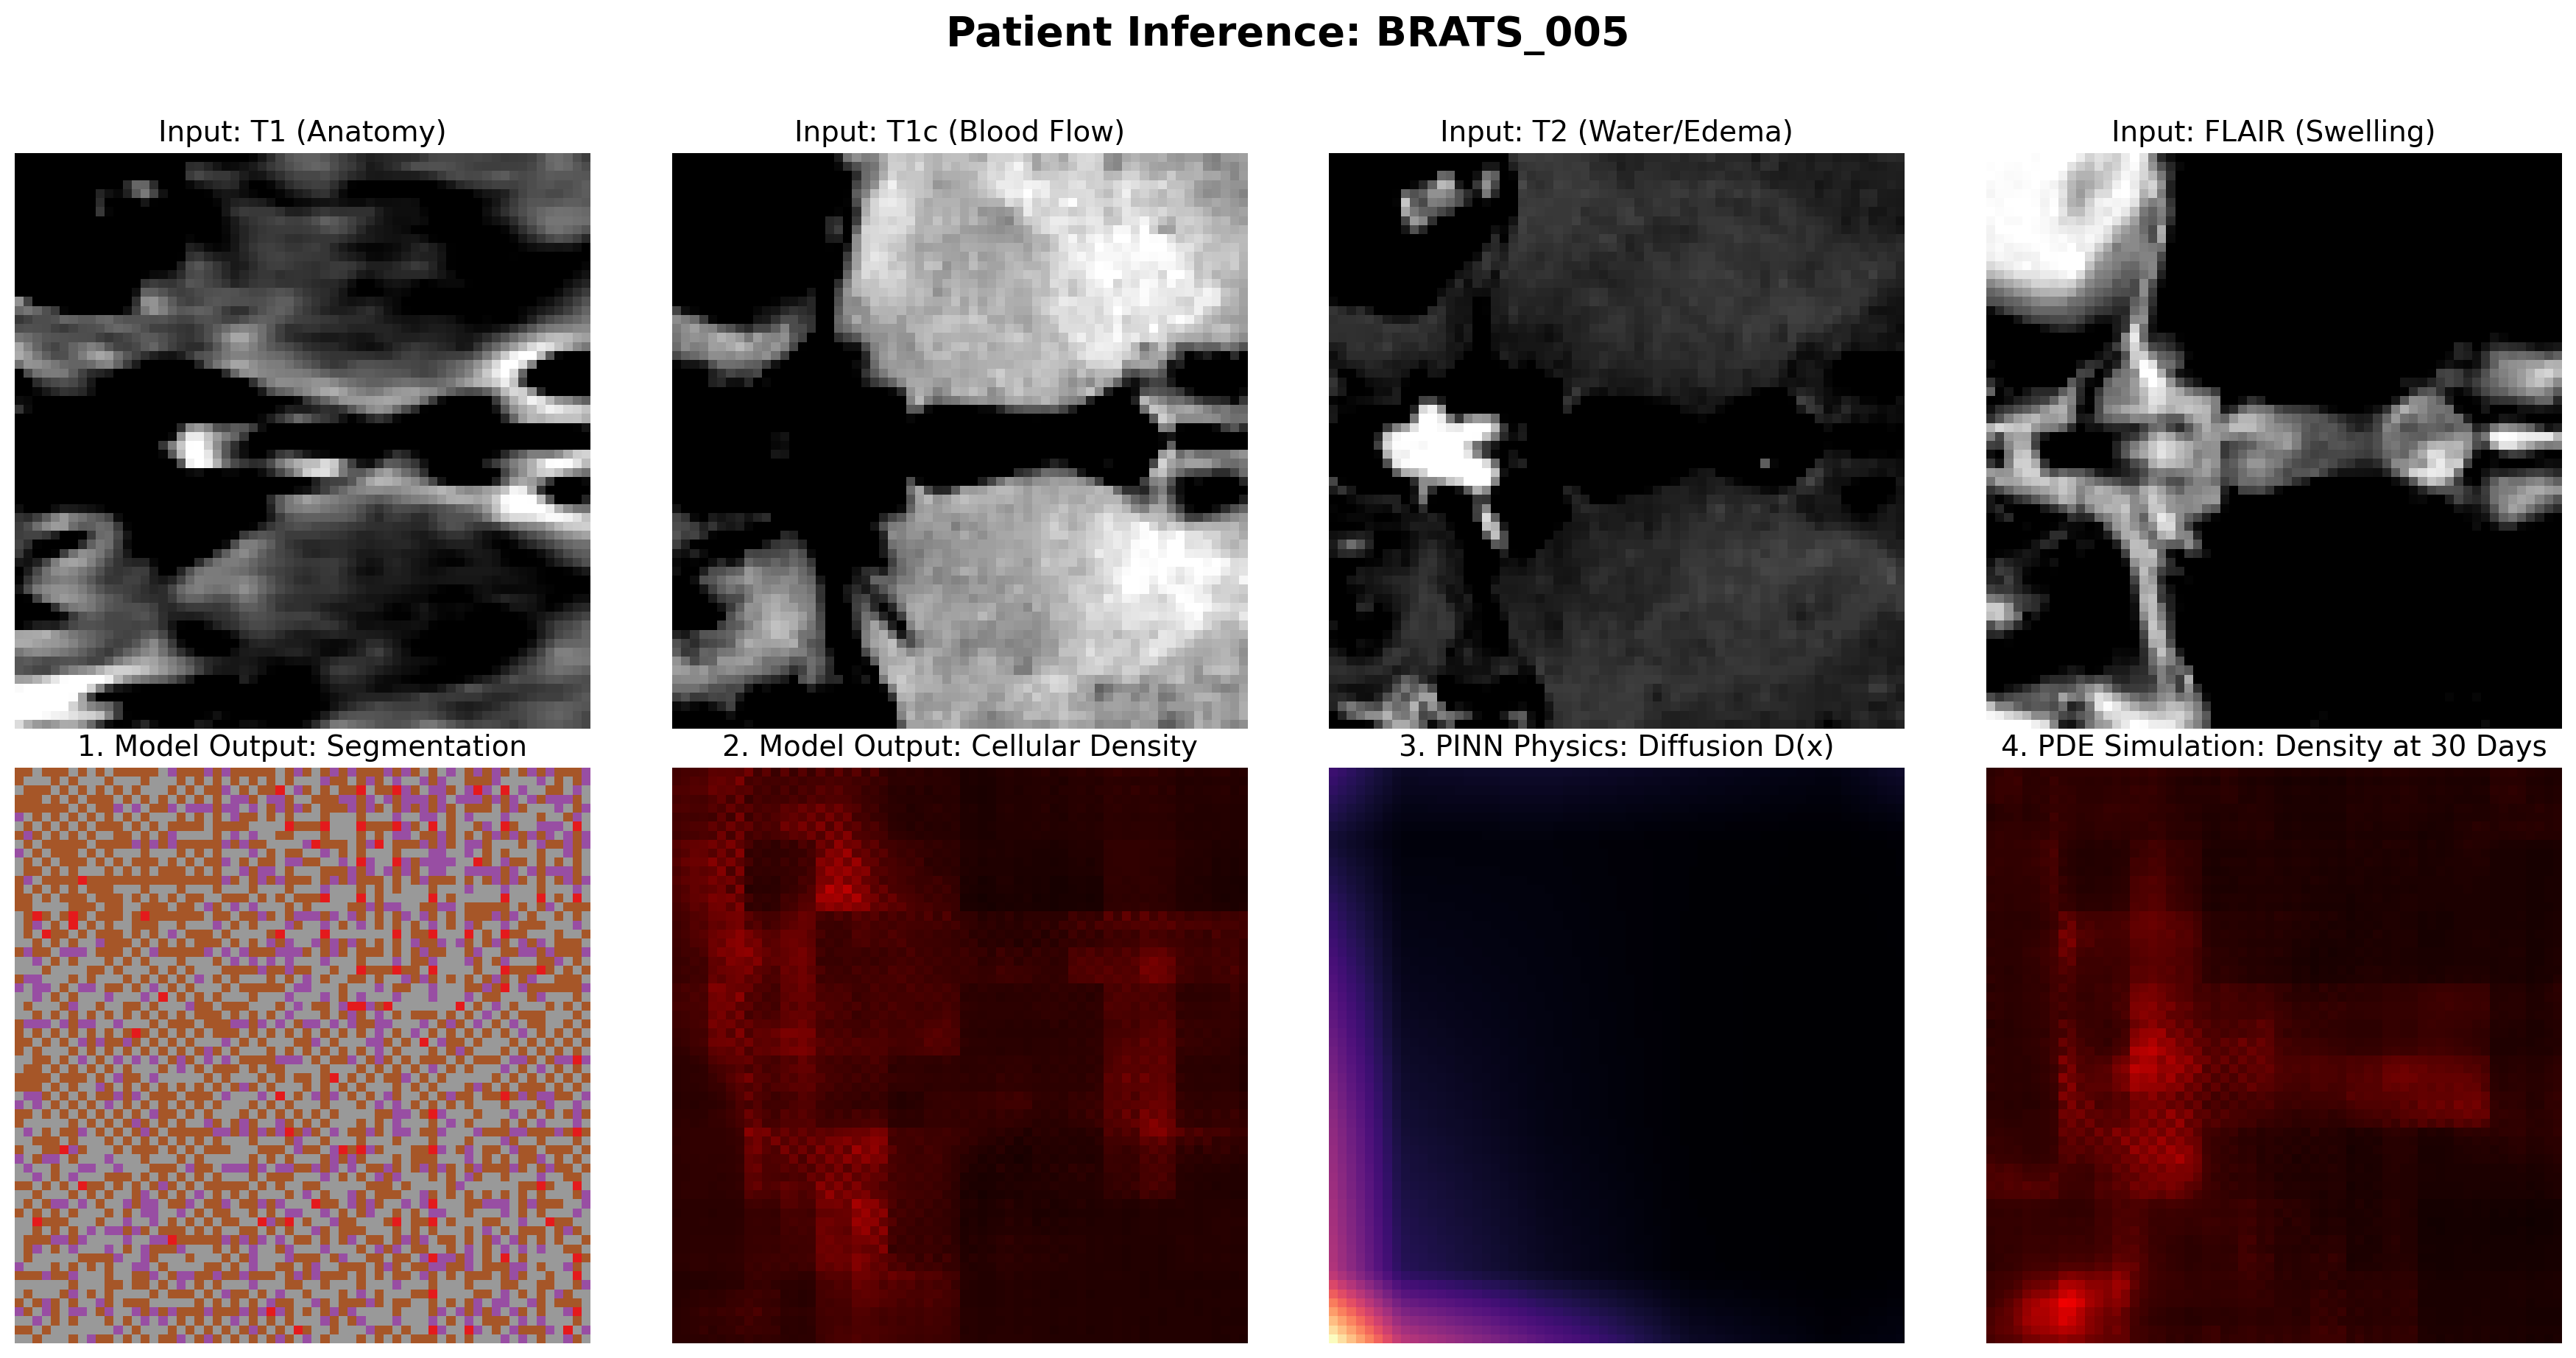 Patient Inference: BRATS_005
Input: T1 (Anatomy)
Input: T1c (Blood Flow)
Input: T2 (Water/Edema)
Input: FLAIR (Swelling)
1. Model Output: Segmentation
2. Model Output: Cellular Density
3. PINN Physics: Diffusion D(x)
4. PDE Simulation: Density at 30 Days